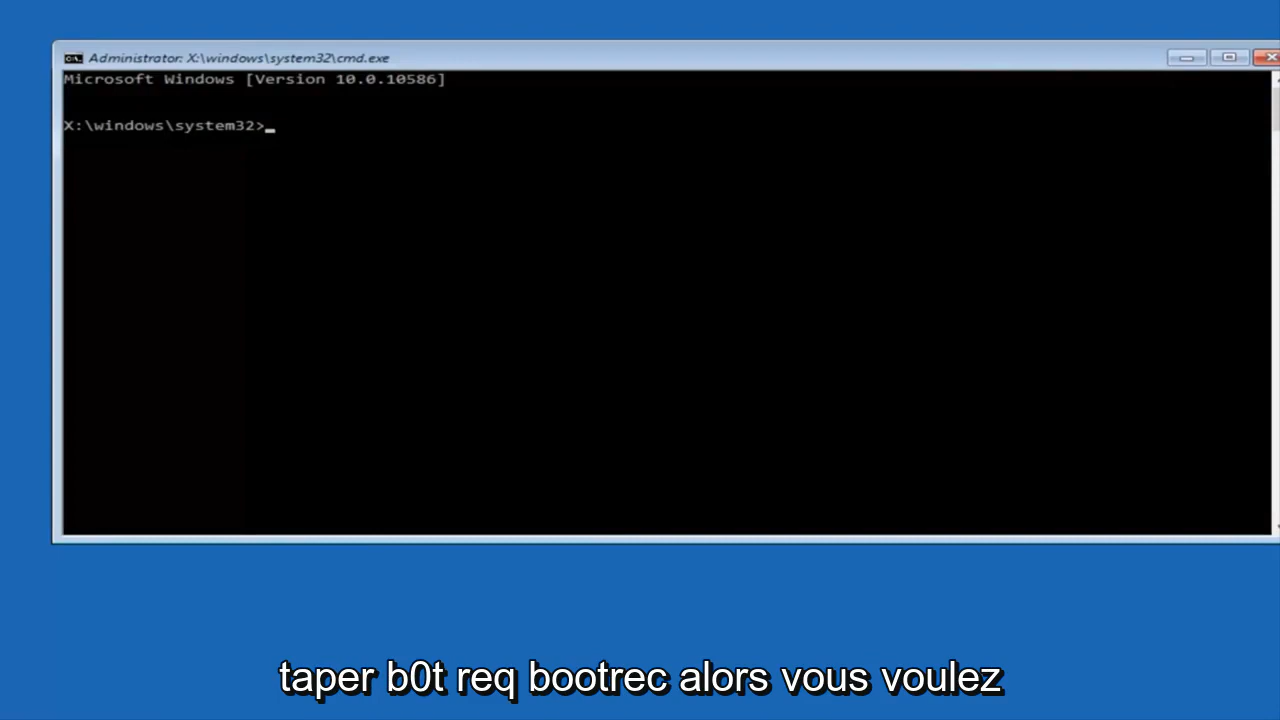 Administrator: X:\windows\system32\cmd.exe
Microsoft Windows [Version 10.0.10586]
X:\windows\system32>_
taper b0t req bootrec alors vous voulez